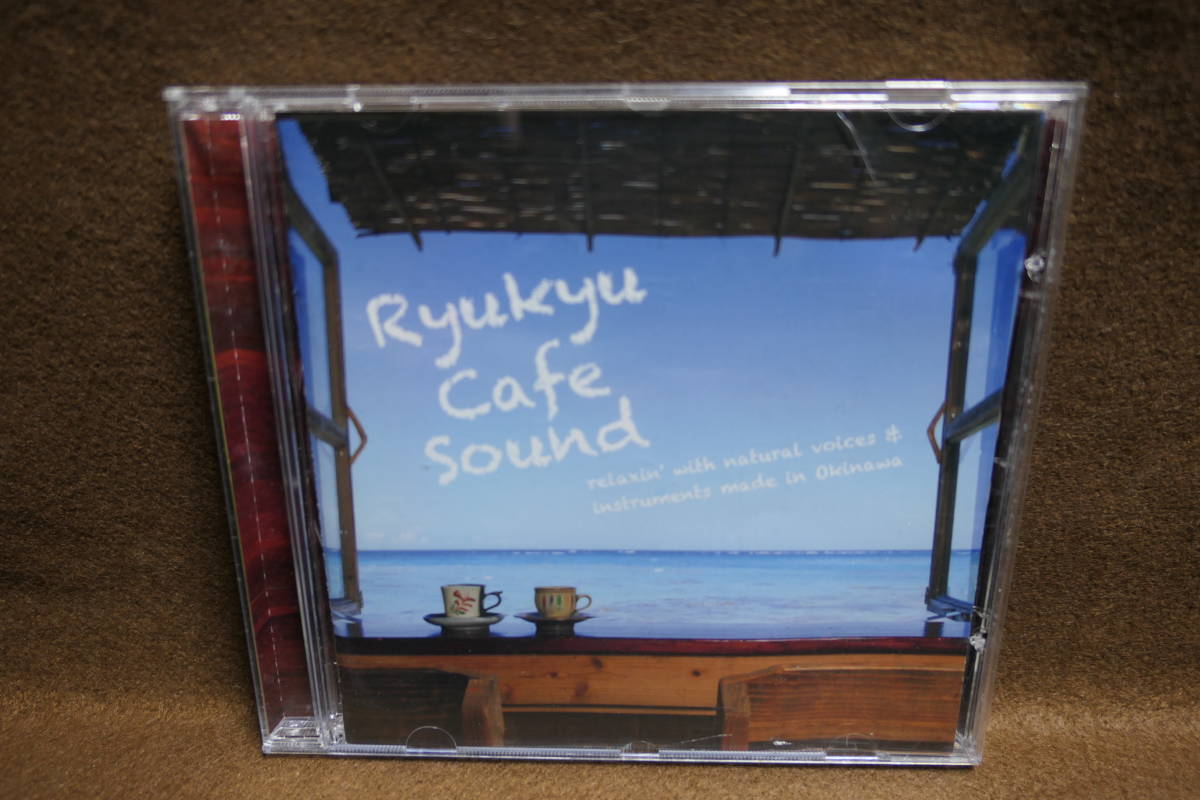 Ryukyu
Cafe
Sound
relaxin' with natural voices &
instruments made in Okinawa